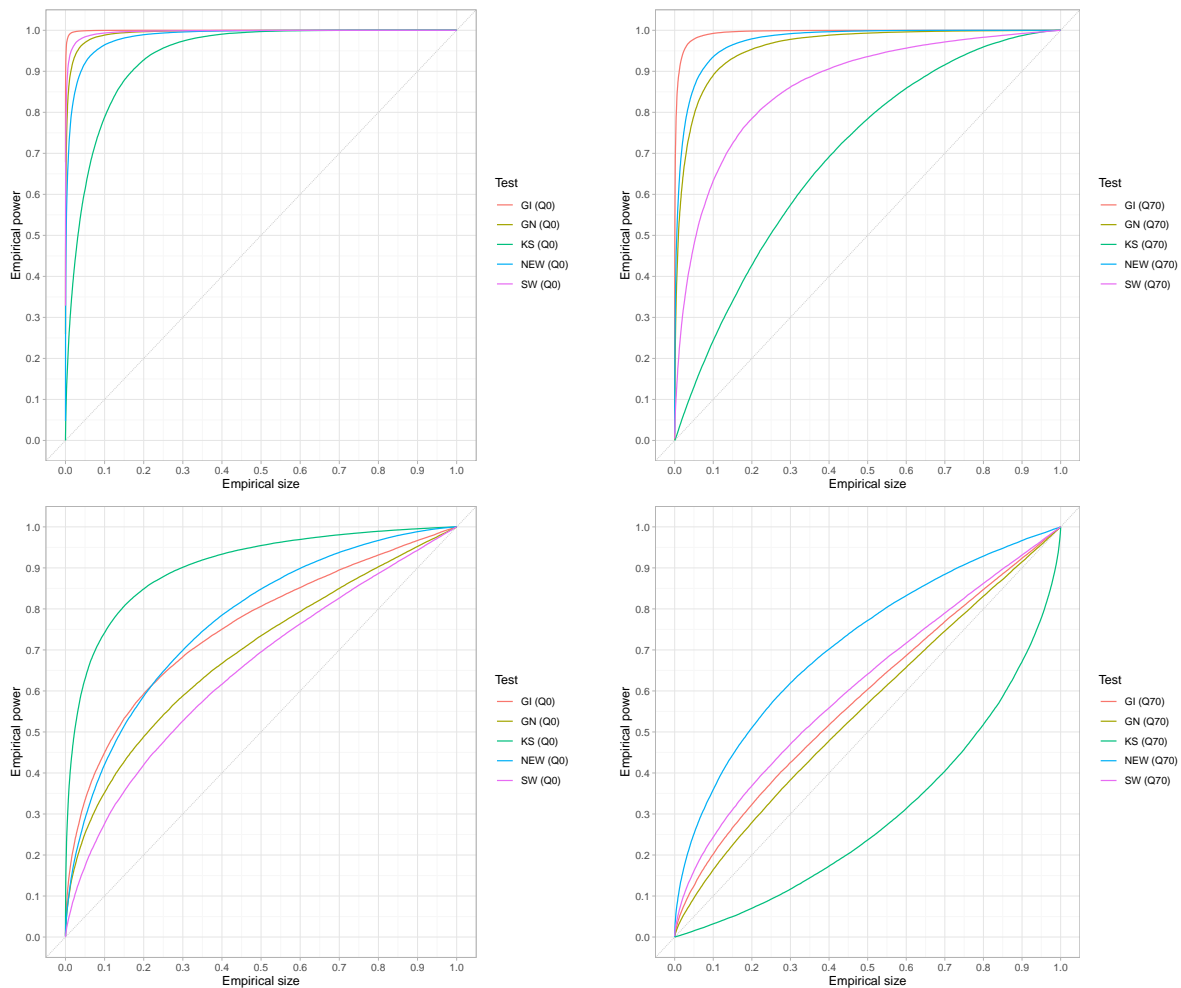 1.0
0.9
0.8
0.7
0.6
0.5
0.4
0.3
0.2
0.1
0.0
Empirical power
0.0 0.1 0.2 0.3 0.4 0.5 0.6 0.7 0.8 0.9 1.0
Empirical size
Test
GI (Q0)
GN (Q0)
KS (Q0)
NEW (Q0)
SW (Q0)
1.0
0.9
0.8
0.7
0.6
0.5
0.4
0.3
0.2
0.1
0.0
Empirical power
0.0 0.1 0.2 0.3 0.4 0.5 0.6 0.7 0.8 0.9 1.0
Empirical size
Test
GI (Q70)
GN (Q70)
KS (Q70)
NEW (Q70)
SW (Q70)
1.0
0.9
0.8
0.7
0.6
0.5
0.4
0.3
0.2
0.1
0.0
Empirical power
0.0 0.1 0.2 0.3 0.4 0.5 0.6 0.7 0.8 0.9 1.0
Empirical size
Test
GI (Q0)
GN (Q0)
KS (Q0)
NEW (Q0)
SW (Q0)
1.0
0.9
0.8
0.7
0.6
0.5
0.4
0.3
0.2
0.1
0.0
Empirical power
0.0 0.1 0.2 0.3 0.4 0.5 0.6 0.7 0.8 0.9 1.0
Empirical size
Test
GI (Q70)
GN (Q70)
KS (Q70)
NEW (Q70)
SW (Q70)